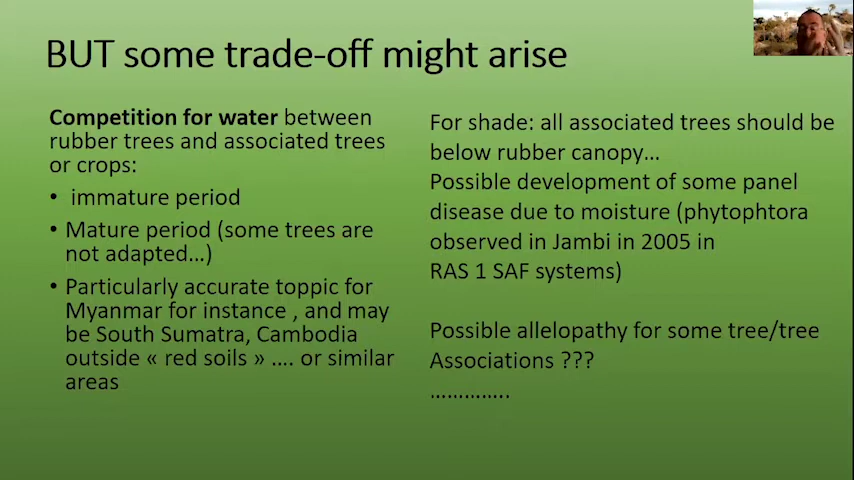 BUT some trade-off might arise
Competition for water between
rubber trees and associated trees
or crops:
• immature period
• Mature period (some trees are
not adapted...)
• Particularly accurate toppic for
Myanmar for instance , and may
be South Sumatra, Cambodia
outside « red soils » .... or similar
areas
For shade: all associated trees should be
below rubber canopy...
Possible development of some panel
disease due to moisture (phytophtora
observed in Jambi in 2005 in
RAS 1 SAF systems)
Possible allelopathy for some tree/tree
Associations ???
..............